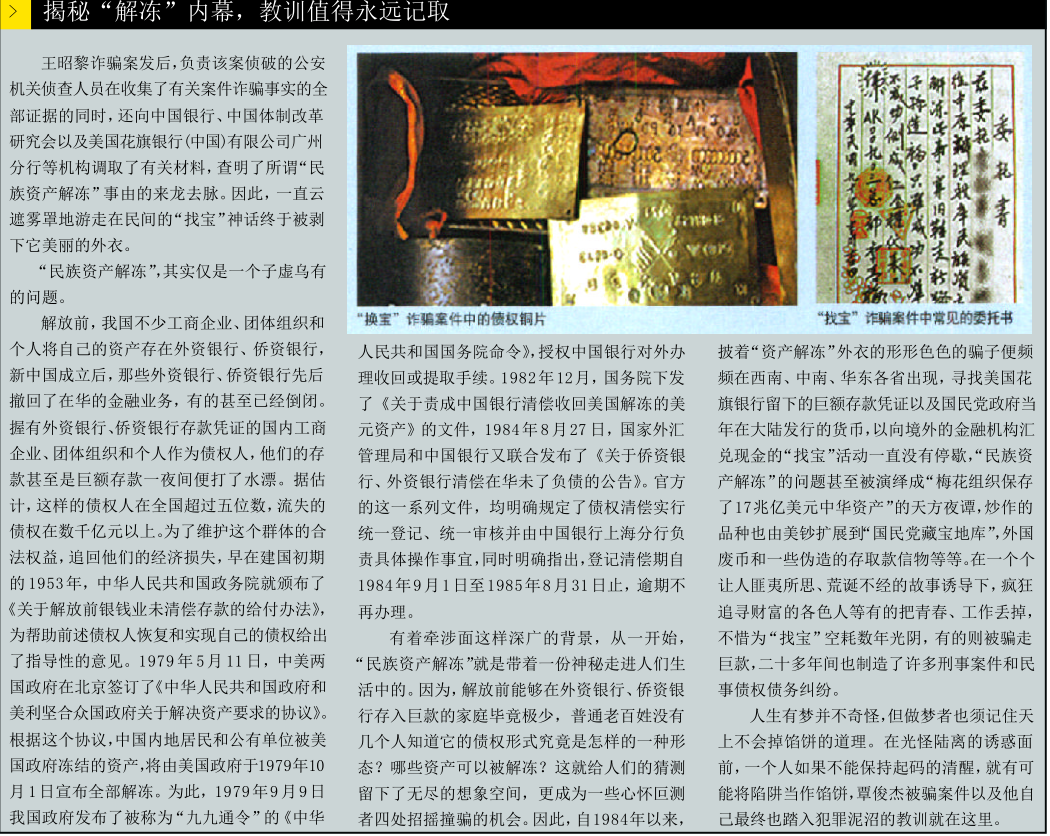 揭秘“解冻”内幕，教训值得永远记取
王昭黎诈骗案发后，负责该案侦破的公安
机关侦查人员在收集了有关案件诈骗事实的全
部证据的同时，还向中国银行、中国体制改革
研究会以及美国花旗银行(中国)有限公司广州
分行等机构调取了有关材料，查明了所谓“民
族资产解冻”事由的来龙去脉。因此，一直云
遮雾罩地游走在民间的“找宝”神话终于被剥
下它美丽的外衣。
“民族资产解冻”，其实仅是一个子虚乌有
的问题。
解放前，我国不少工商企业、团体组织和
个人将自己的资产存在外资银行、侨资银行，
新中国成立后，那些外资银行、侨资银行先后
撤回了在华的金融业务，有的甚至已经倒闭。
握有外资银行、侨资银行存款凭证的国内工商
企业、团体组织和个人作为债权人，他们的存
款甚至是巨额存款一夜间便打了水漂。据估
计，这样的债权人在全国超过五位数，流失的
债权在数千亿元以上。为了维护这个群体的合
法权益，追回他们的经济损失，早在建国初期
的1953年，中华人民共和国政务院就颁布了
《关于解放前银钱业未清偿存款的给付办法》，
为帮助前述债权人恢复和实现自己的债权给出
了指导性的意见。1979年5月11日，中美两
国政府在北京签订了《中华人民共和国政府和
美利坚合众国政府关于解决资产要求的协议》。
根据这个协议，中国内地居民和公有单位被美
国政府冻结的资产，将由美国政府于1979年10
月1日宣布全部解冻。为此，1979年9月9日
我国政府发布了被称为“九九通令”的《中华
“换宝”诈骗案件中的债权铜片
委托书
兹委托
“找宝”诈骗案件中常见的委托书
人民共和国国务院命令》，授权中国银行对外办
理收回或提取手续。1982年12月，国务院下发
了《关于责成中国银行清偿收回美国解冻的美
元资产》的文件，1984年8月27日，国家外汇
管理局和中国银行又联合发布了《关于侨资银
行、外资银行清偿在华未了负债的公告》。官方
的这一系列文件，均明确规定了债权清偿实行
统一登记、统一审核并由中国银行上海分行负
责具体操作事宜，同时明确指出，登记清偿期自
1984年9月1日至1985年8月31日止，逾期不
再办理。
有着牵涉面这样深广的背景，从一开始，
“民族资产解冻”就是带着一份神秘走进人们生
活中的。因为，解放前能够在外资银行、侨资银
行存入巨款的家庭毕竟极少，普通老百姓没有
几个人知道它的债权形式究竟是怎样的一种形
态？哪些资产可以被解冻？这就给人们的猜测
留下了无尽的想象空间，更成为一些心怀叵测
者四处招摇撞骗的机会。因此，自1984年以来，
披着“资产解冻”外衣的形形色色的骗子便频
频在西南、中南、华东各省出现，寻找美国花
旗银行留下的巨额存款凭证以及国民党政府当
年在大陆发行的货币，以向境外的金融机构汇
兑现金的“找宝”活动一直没有停歇，“民族资
产解冻”的问题甚至被演绎成“梅花组织保存
了17兆亿美元中华资产”的天方夜谭，炒作的
品种也由美钞扩展到“国民党藏宝地库”，外国
废币和一些伪造的存取款信物等等。在一个个
让人匪夷所思、荒诞不经的故事诱导下，疯狂
追寻财富的各色人等有的把青春、工作丢掉，
不惜为“找宝”空耗数年光阴，有的则被骗走
巨款，二十多年间也制造了许多刑事案件和民
事债权债务纠纷。
人生有梦并不奇怪，但做梦者也须记住天
上不会掉馅饼的道理。在光怪陆离的诱惑面
前，一个人如果不能保持起码的清醒，就有可
能将陷阱当作馅饼，覃俊杰被骗案件以及他自
己最终也踏入犯罪泥沼的教训就在这里。